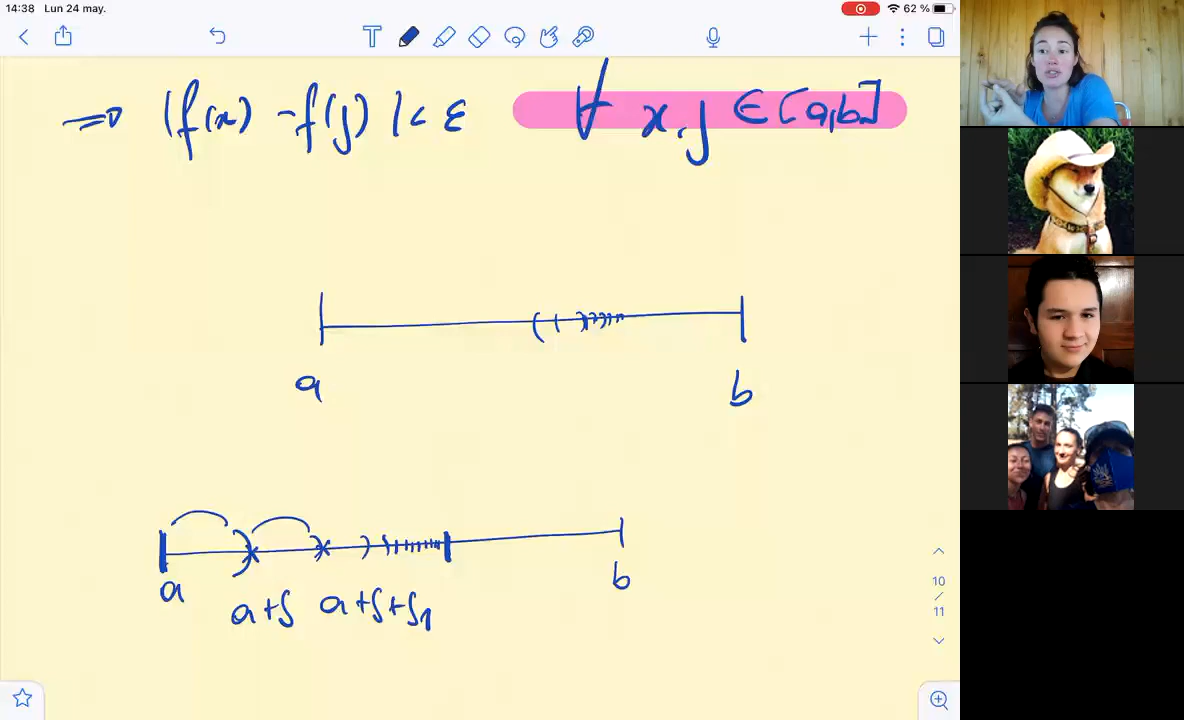 14:38 Lun 24 may. 62 %
T
⇒ |f(x) - f(y)| < ε ∀ x, y ∈ [a,b]
a b
a b
a+δ a+δ+δ₁
10
/
11